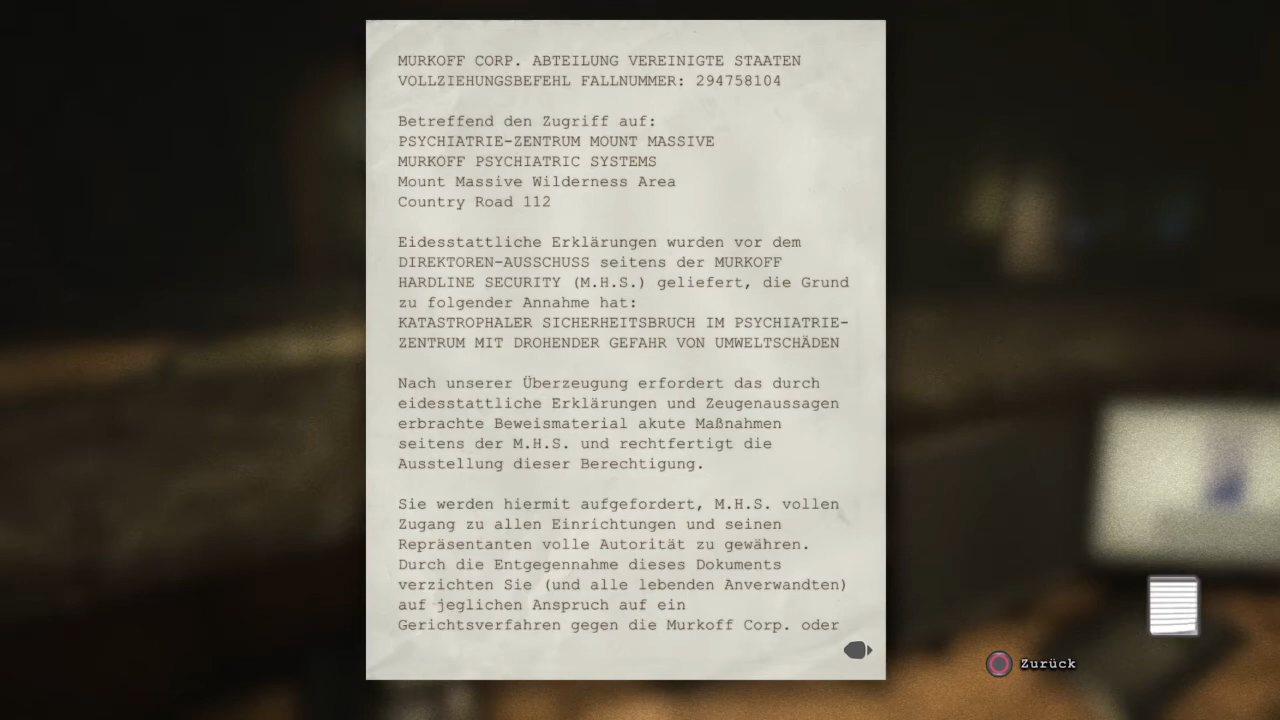 MURKOFF CORP. ABTEILUNG VEREINIGTE STAATEN
VOLLZIEHUNGSBEFEHL FALLNUMMER: 294758104
Betreffend den Zugriff auf:
PSYCHIATRIE-ZENTRUM MOUNT MASSIVE
MURKOFF PSYCHIATRIC SYSTEMS
Mount Massive Wilderness Area
Country Road 112
Eidesstattliche Erklärungen wurden vor dem
DIREKTOREN-AUSSCHUSS seitens der MURKOFF
HARDLINE SECURITY (M.H.S.) geliefert, die Grund
zu folgender Annahme hat:
KATASTROPHALER SICHERHEITSBRUCH IM PSYCHIATRIE-
ZENTRUM MIT DROHENDER GEFAHR VON UMWELTSCHÄDEN
Nach unserer Überzeugung erfordert das durch
eidesstattliche Erklärungen und Zeugenaussagen
erbrachte Beweismaterial akute Maßnahmen
seitens der M.H.S. und rechtfertigt die
Ausstellung dieser Berechtigung.
Sie werden hiermit aufgefordert, M.H.S. vollen
Zugang zu allen Einrichtungen und seinen
Repräsentanten volle Autorität zu gewähren.
Durch die Entgegennahme dieses Dokuments
verzichten Sie (und alle lebenden Anverwandten)
auf jeglichen Anspruch auf ein
Gerichtsverfahren gegen die Murkoff Corp. oder
Zurück